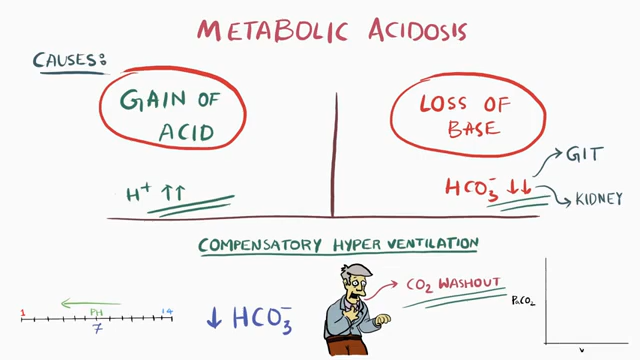 METABOLIC ACIDOSIS
CAUSES:
GAIN OF
ACID
H⁺ ↑↑
LOSS OF
BASE
HCO₃⁻ ↓↓
GIT
KIDNEY
COMPENSATORY HYPER VENTILATION
1 14
PH
7
↓ HCO₃⁻
CO₂ WASHOUT
PaCO₂